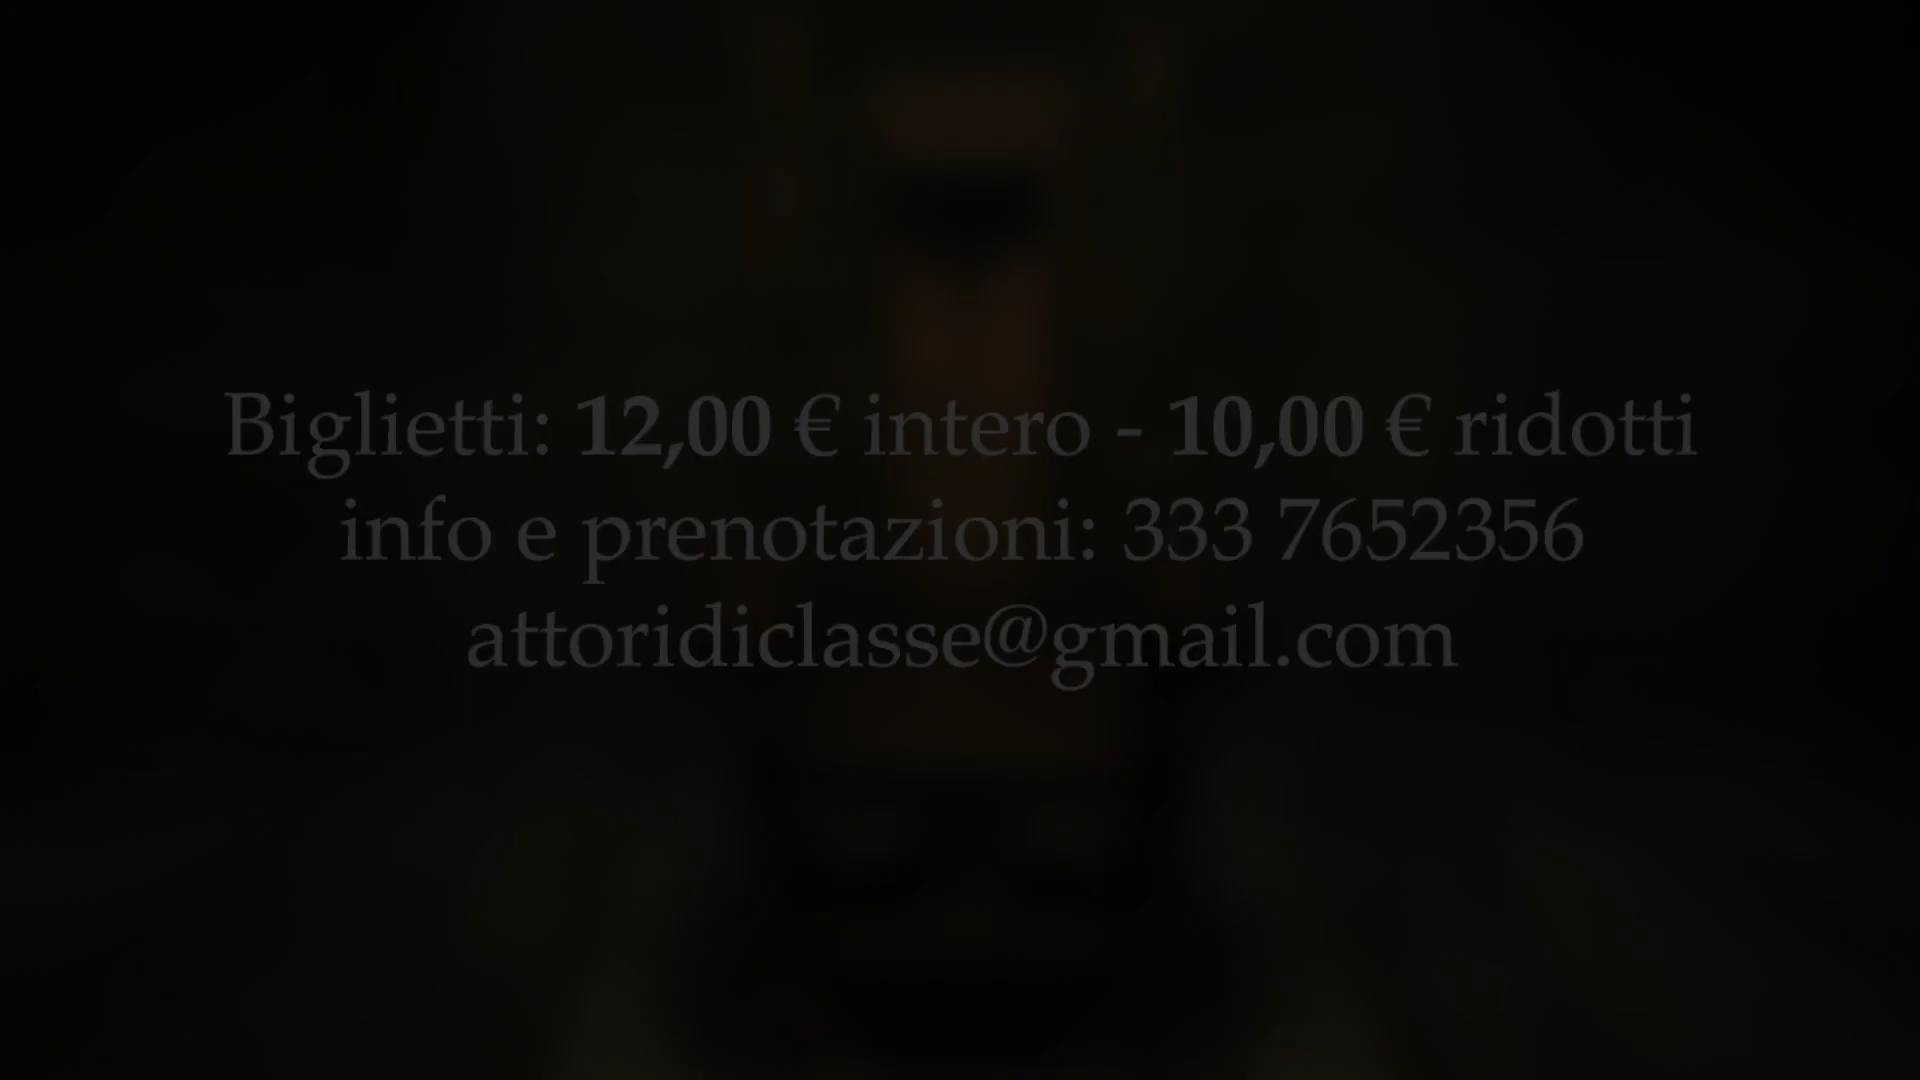 Biglietti: 12,00 € intero - 10,00 € ridotti
info e prenotazioni: 333 7652356
attoridiclasse@gmail.com